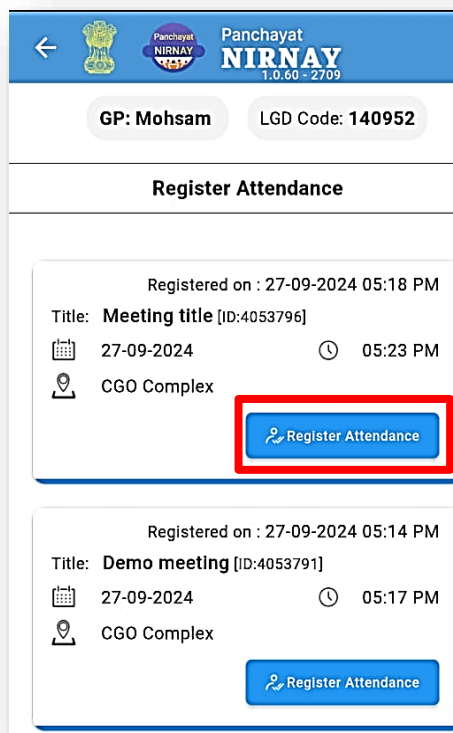 Panchayat
NIRNAY
Panchayat
NIRNAY
1.0.60 - 2709
GP: Mohsam
LGD Code: 140952
Register Attendance
Registered on : 27-09-2024 05:18 PM
Title: Meeting title [ID:4053796]
27-09-2024
05:23 PM
CGO Complex
Register Attendance
Registered on : 27-09-2024 05:14 PM
Title: Demo meeting [ID:4053791]
27-09-2024
05:17 PM
CGO Complex
Register Attendance